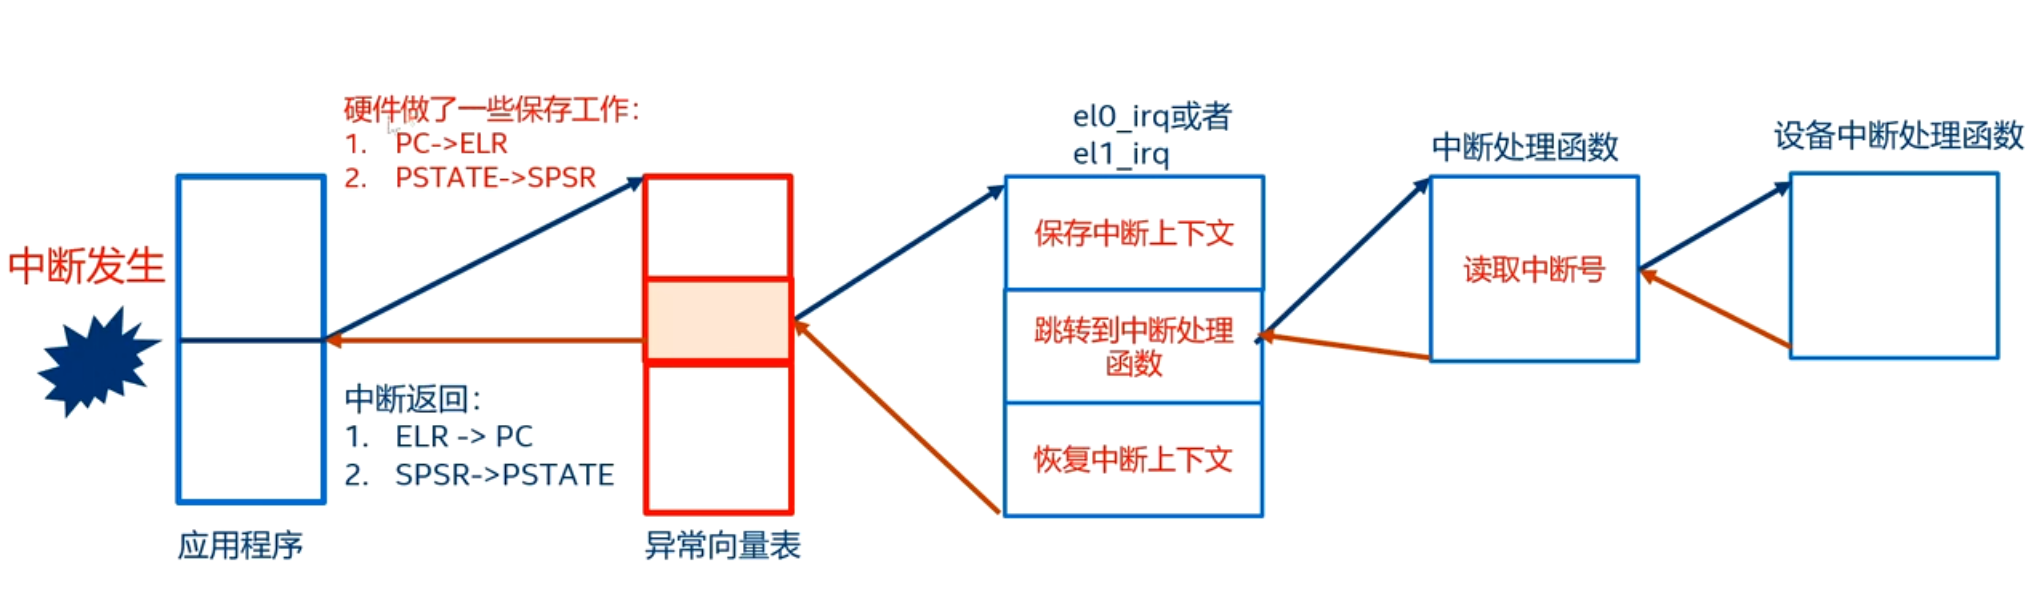 硬件做了一些保存工作：
1. PC->ELR
2. PSTATE->SPSR
el0_irq或者
el1_irq
中断处理函数
设备中断处理函数
中断发生
保存中断上下文
跳转到中断处理
函数
读取中断号
恢复中断上下文
中断返回：
1. ELR -> PC
2. SPSR->PSTATE
应用程序
异常向量表